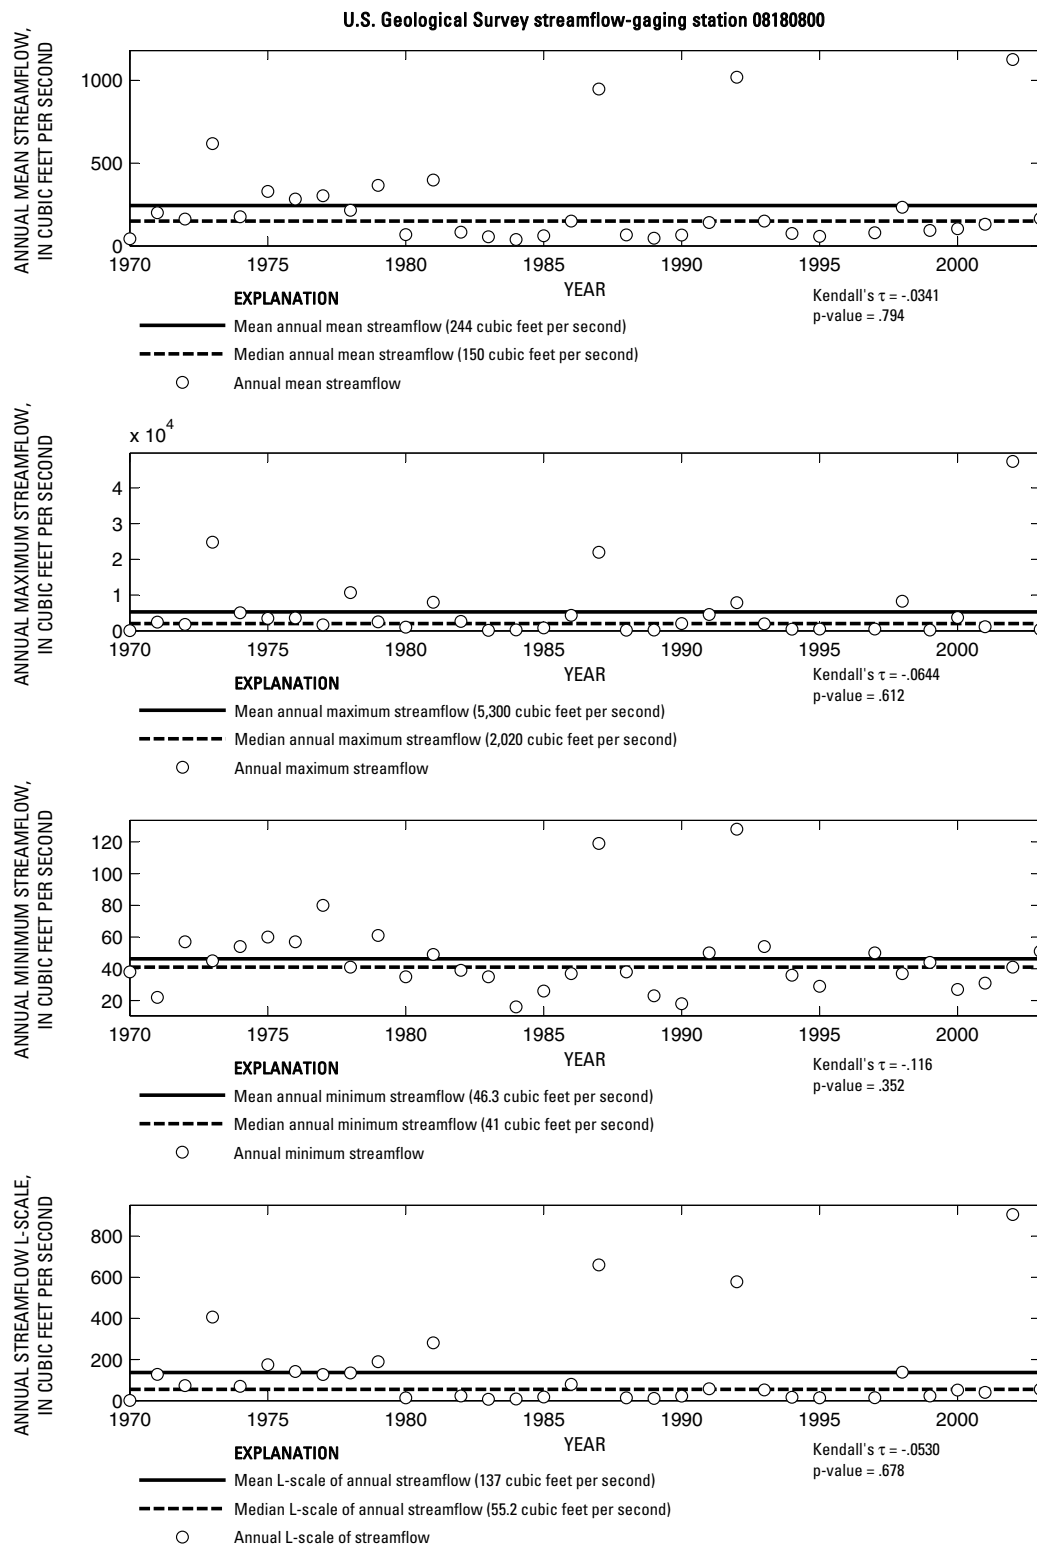 U.S. Geological Survey streamflow-gaging station 08180800
ANNUAL MEAN STREAMFLOW,
IN CUBIC FEET PER SECOND
1000
500
0
1970 1975 1980 1985 1990 1995 2000
YEAR
Kendall's τ = -.0341
p-value = .794
EXPLANATION
Mean annual mean streamflow (244 cubic feet per second)
Median annual mean streamflow (150 cubic feet per second)
Annual mean streamflow
ANNUAL MAXIMUM STREAMFLOW,
IN CUBIC FEET PER SECOND
x 10^4
4
3
2
1
0
1970 1975 1980 1985 1990 1995 2000
YEAR
Kendall's τ = -.0644
p-value = .612
EXPLANATION
Mean annual maximum streamflow (5,300 cubic feet per second)
Median annual maximum streamflow (2,020 cubic feet per second)
Annual maximum streamflow
ANNUAL MINIMUM STREAMFLOW,
IN CUBIC FEET PER SECOND
120
100
80
60
40
20
1970 1975 1980 1985 1990 1995 2000
YEAR
Kendall's τ = -.116
p-value = .352
EXPLANATION
Mean annual minimum streamflow (46.3 cubic feet per second)
Median annual minimum streamflow (41 cubic feet per second)
Annual minimum streamflow
ANNUAL STREAMFLOW L-SCALE,
IN CUBIC FEET PER SECOND
800
600
400
200
0
1970 1975 1980 1985 1990 1995 2000
YEAR
Kendall's τ = -.0530
p-value = .678
EXPLANATION
Mean L-scale of annual streamflow (137 cubic feet per second)
Median L-scale of annual streamflow (55.2 cubic feet per second)
Annual L-scale of streamflow